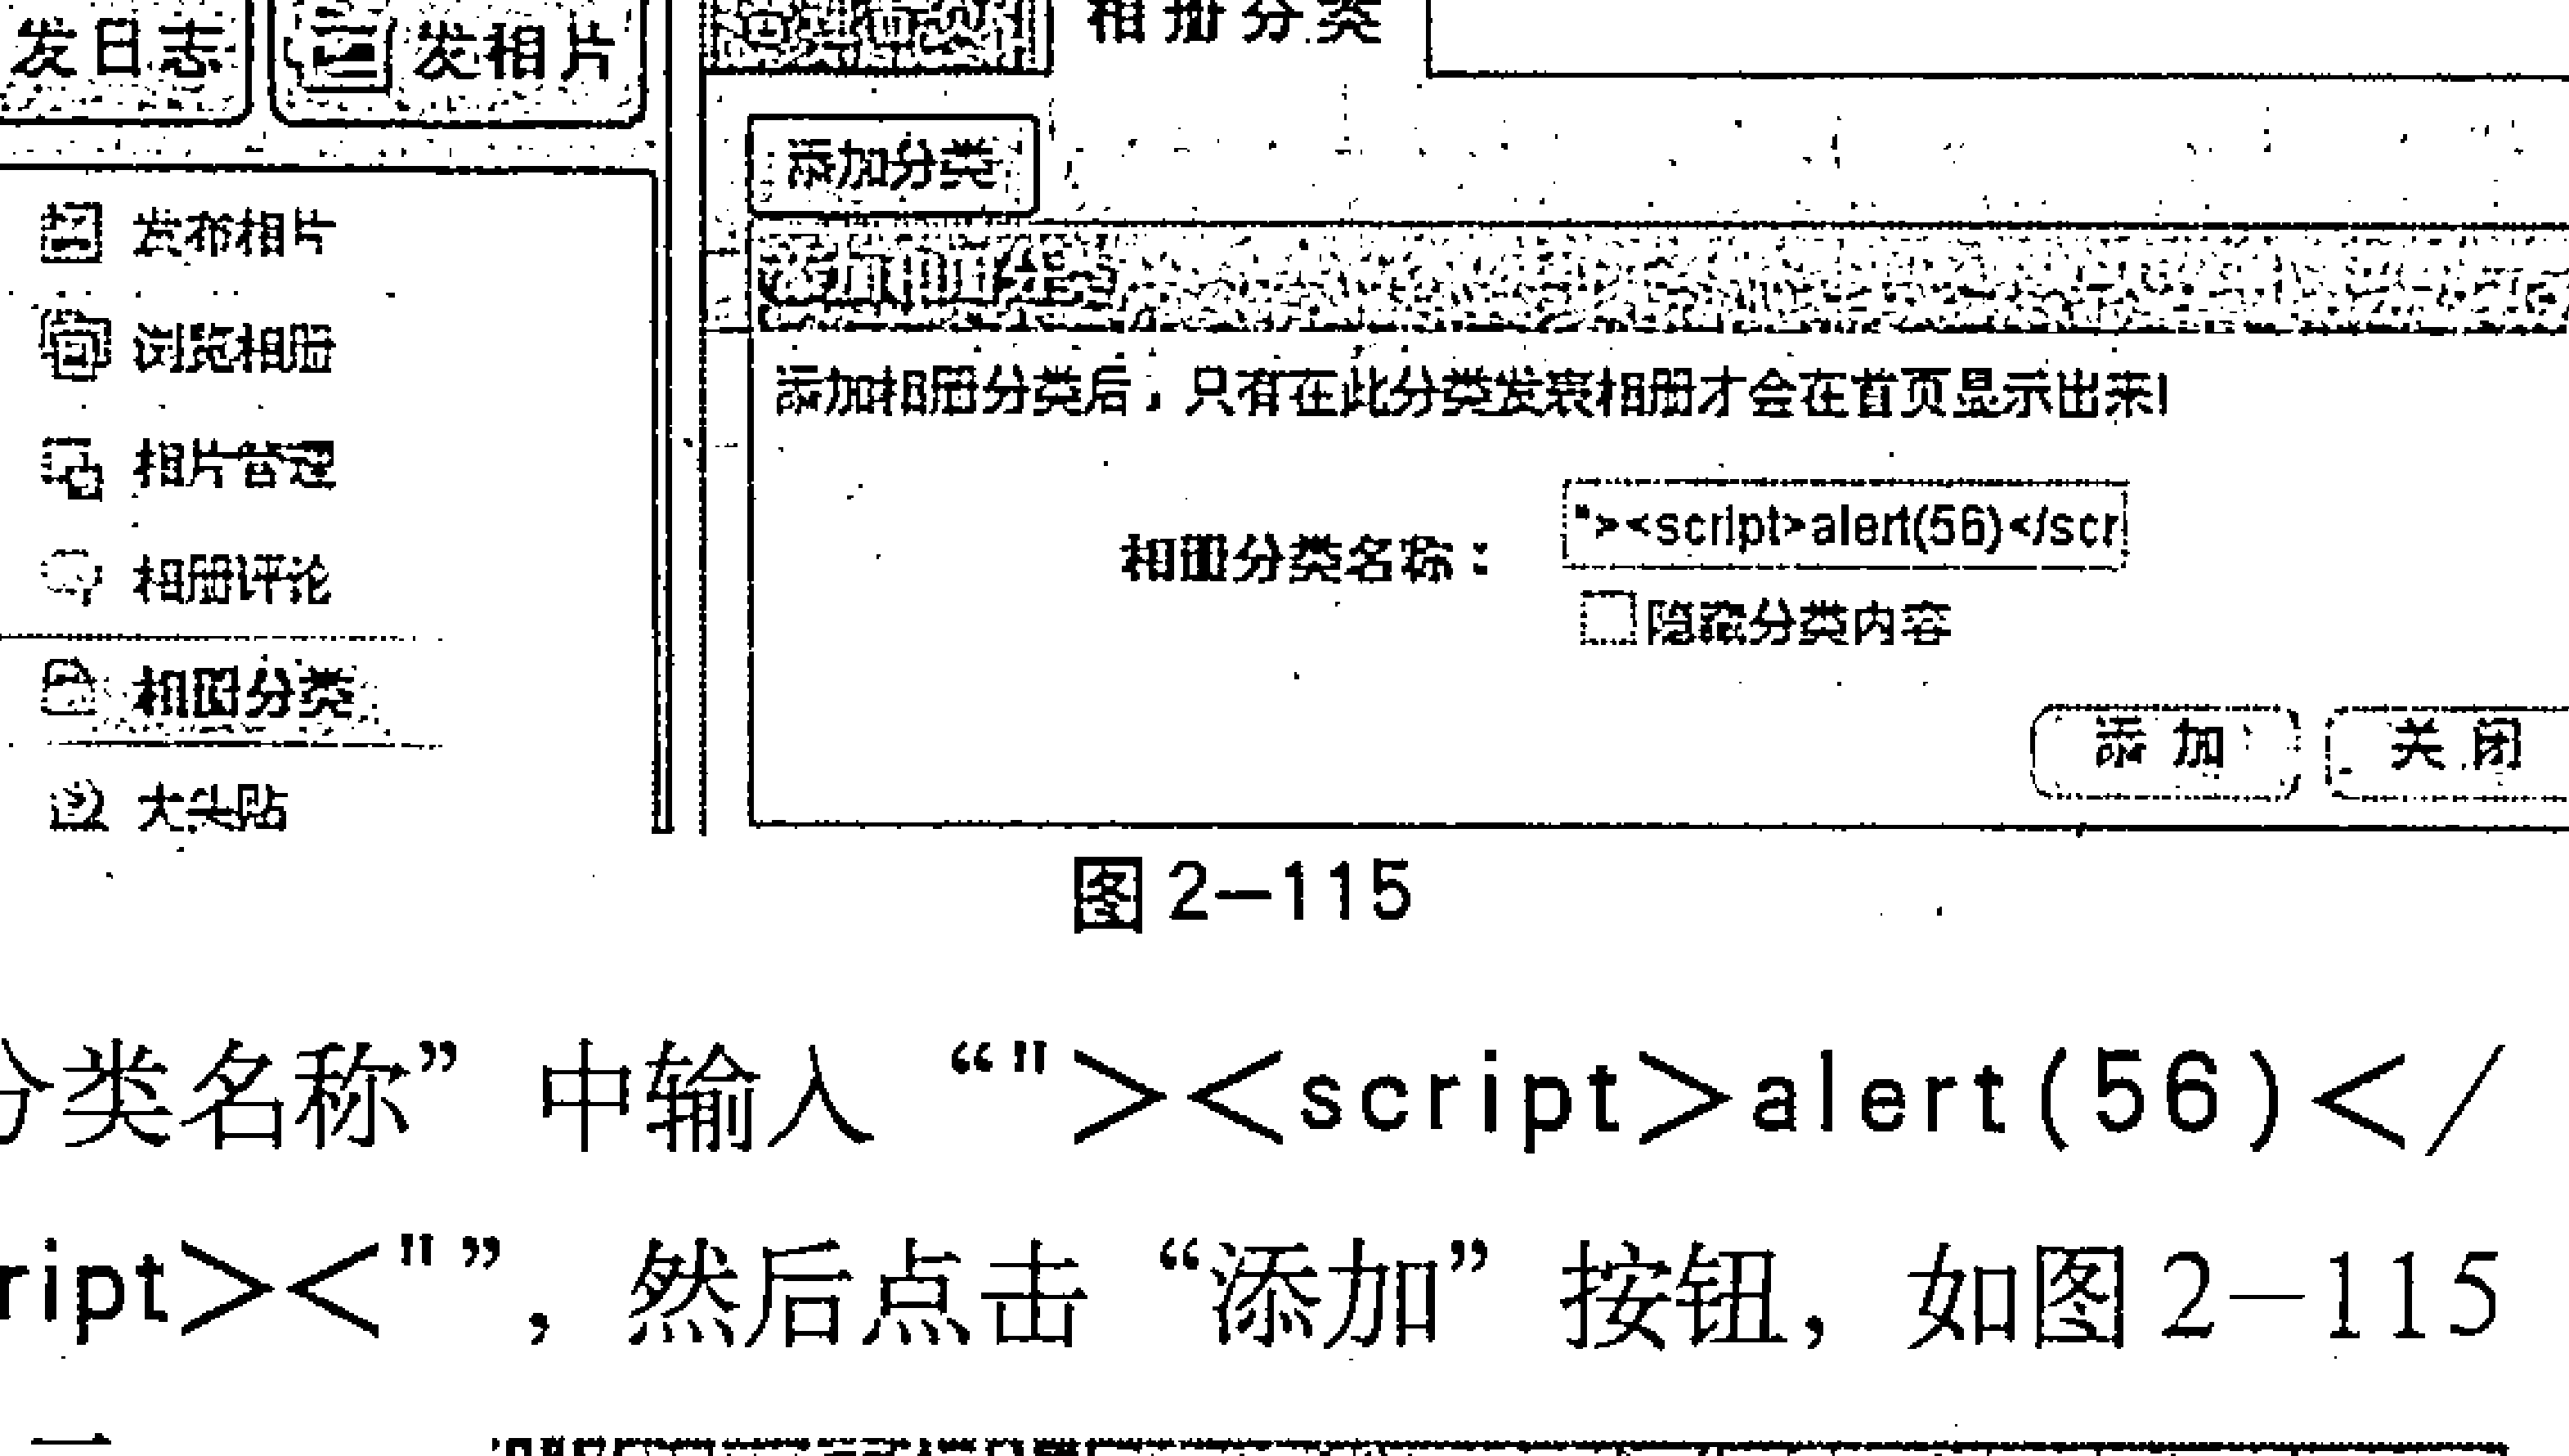 发日志 发相片 相册分类
添加分类
发布相片
浏览相册
添加相册分类后，只有在此分类发表相册才会在首页显示出来!
相片管理
相册分类名称： "><script>alert(56)</scr
相册评论
隐藏分类内容
相册分类
添加 关闭
大头贴
图 2-115
分类名称”中输入“"><script>alert(56)</
ript><"”，然后点击“添加”按钮，如图 2-115